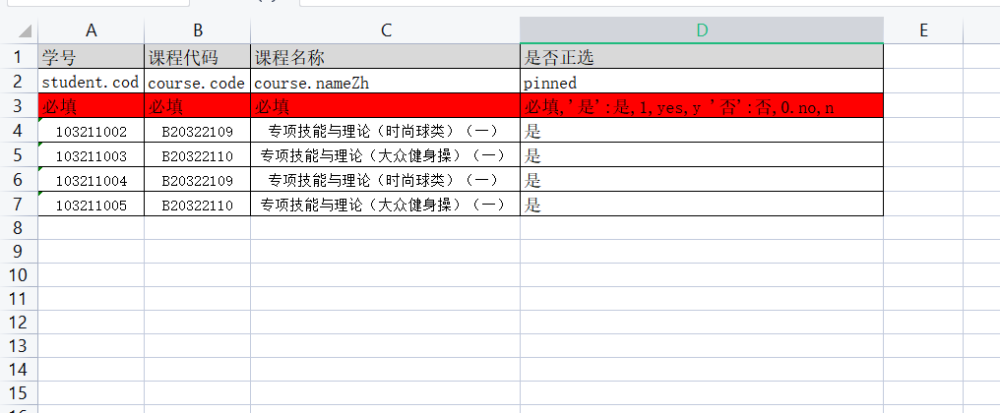 A B C D E
1 学号 课程代码 课程名称 是否正选
2 student.cod course.code course.nameZh pinned
3 必填 必填 必填 必填,'是':是,1,yes,y '否':否,0.no,n
4 103211002 B20322109 专项技能与理论（时尚球类）（一） 是
5 103211003 B20322110 专项技能与理论（大众健身操）（一） 是
6 103211004 B20322109 专项技能与理论（时尚球类）（一） 是
7 103211005 B20322110 专项技能与理论（大众健身操）（一） 是
8
9
10
11
12
13
14
15